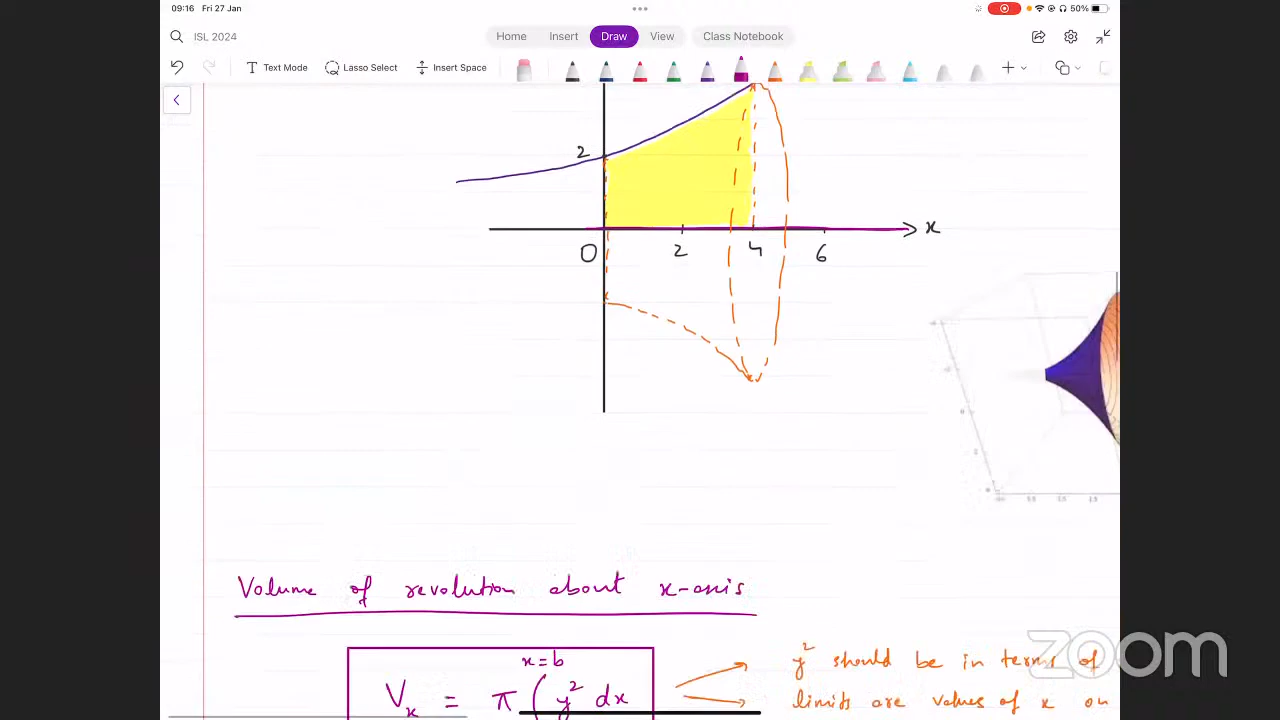 09:16 Fri 27 Jan
50%
ISL 2024
Home Insert Draw View Class Notebook
Text Mode Lasso Select Insert Space
2
x
0 2 4 6
Volume of revolution about x-axis
x = b
y² should be in terms of
Vx = π ∫ y² dx
limits are values of x on
zoom